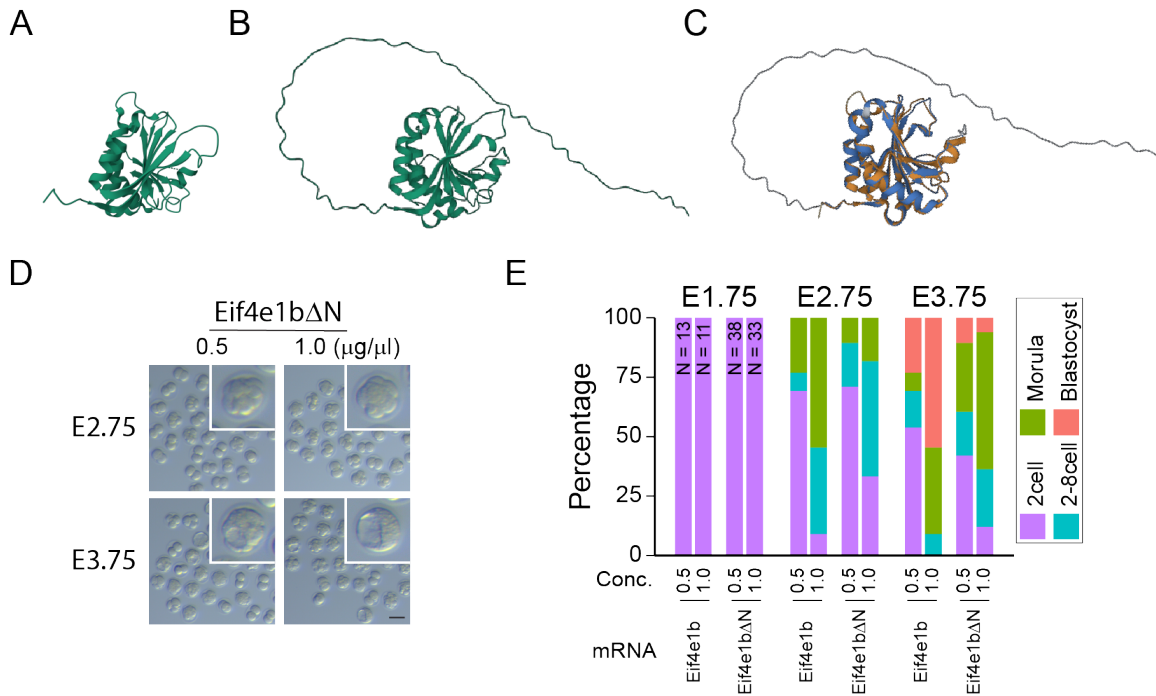 A
B
C
D
Eif4e1bΔN
0.5
1.0 (μg/μl)
E2.75
E3.75
E
E1.75
E2.75
E3.75
Percentage
100
75
50
25
0
N = 13
N = 11
N = 38
N = 33
Conc.
0.5
1.0
0.5
1.0
0.5
1.0
0.5
1.0
0.5
1.0
0.5
1.0
mRNA
Eif4e1b
Eif4e1bΔN
Eif4e1b
Eif4e1bΔN
Eif4e1b
Eif4e1bΔN
Morula
Blastocyst
2cell
2-8cell